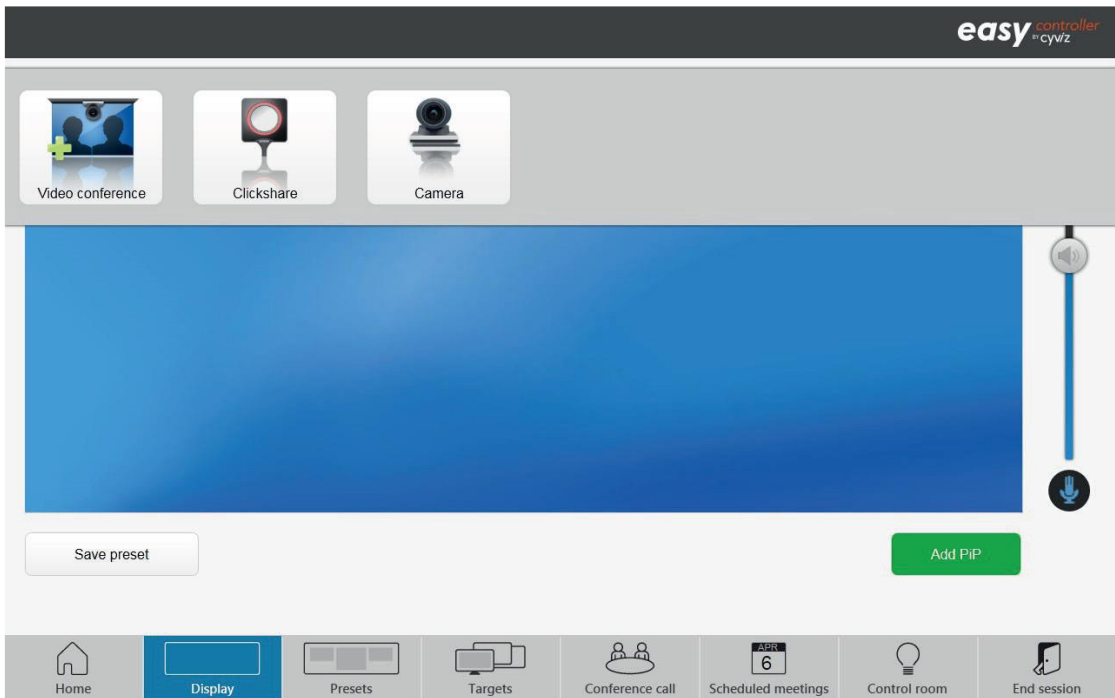 easy controller
BY cyviz
Video conference
Clickshare
Camera
Save preset
Add PiP
Home
Display
Presets
Targets
Conference call
APR
6
Scheduled meetings
Control room
End session